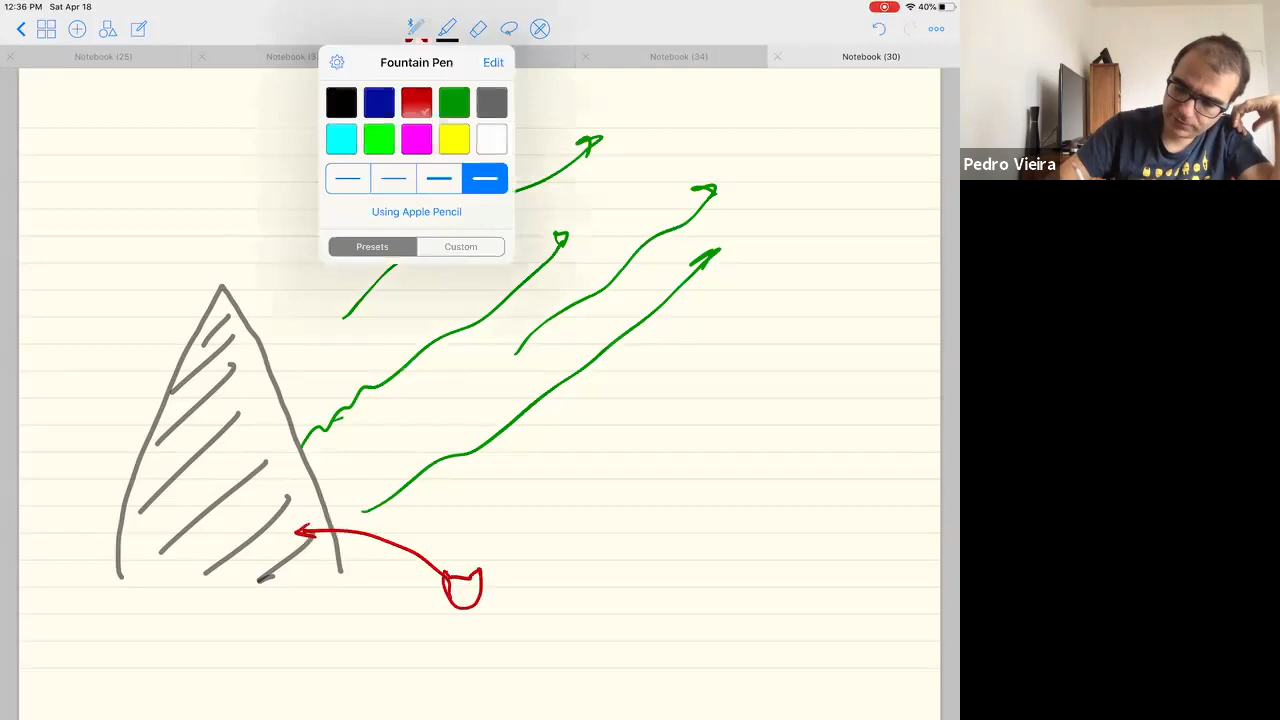 12:36 PM Sat Apr 18
40%
Notebook (25)
Notebook (3
Notebook (34)
Notebook (30)
Fountain Pen
Edit
Using Apple Pencil
Presets
Custom
Pedro Vieira